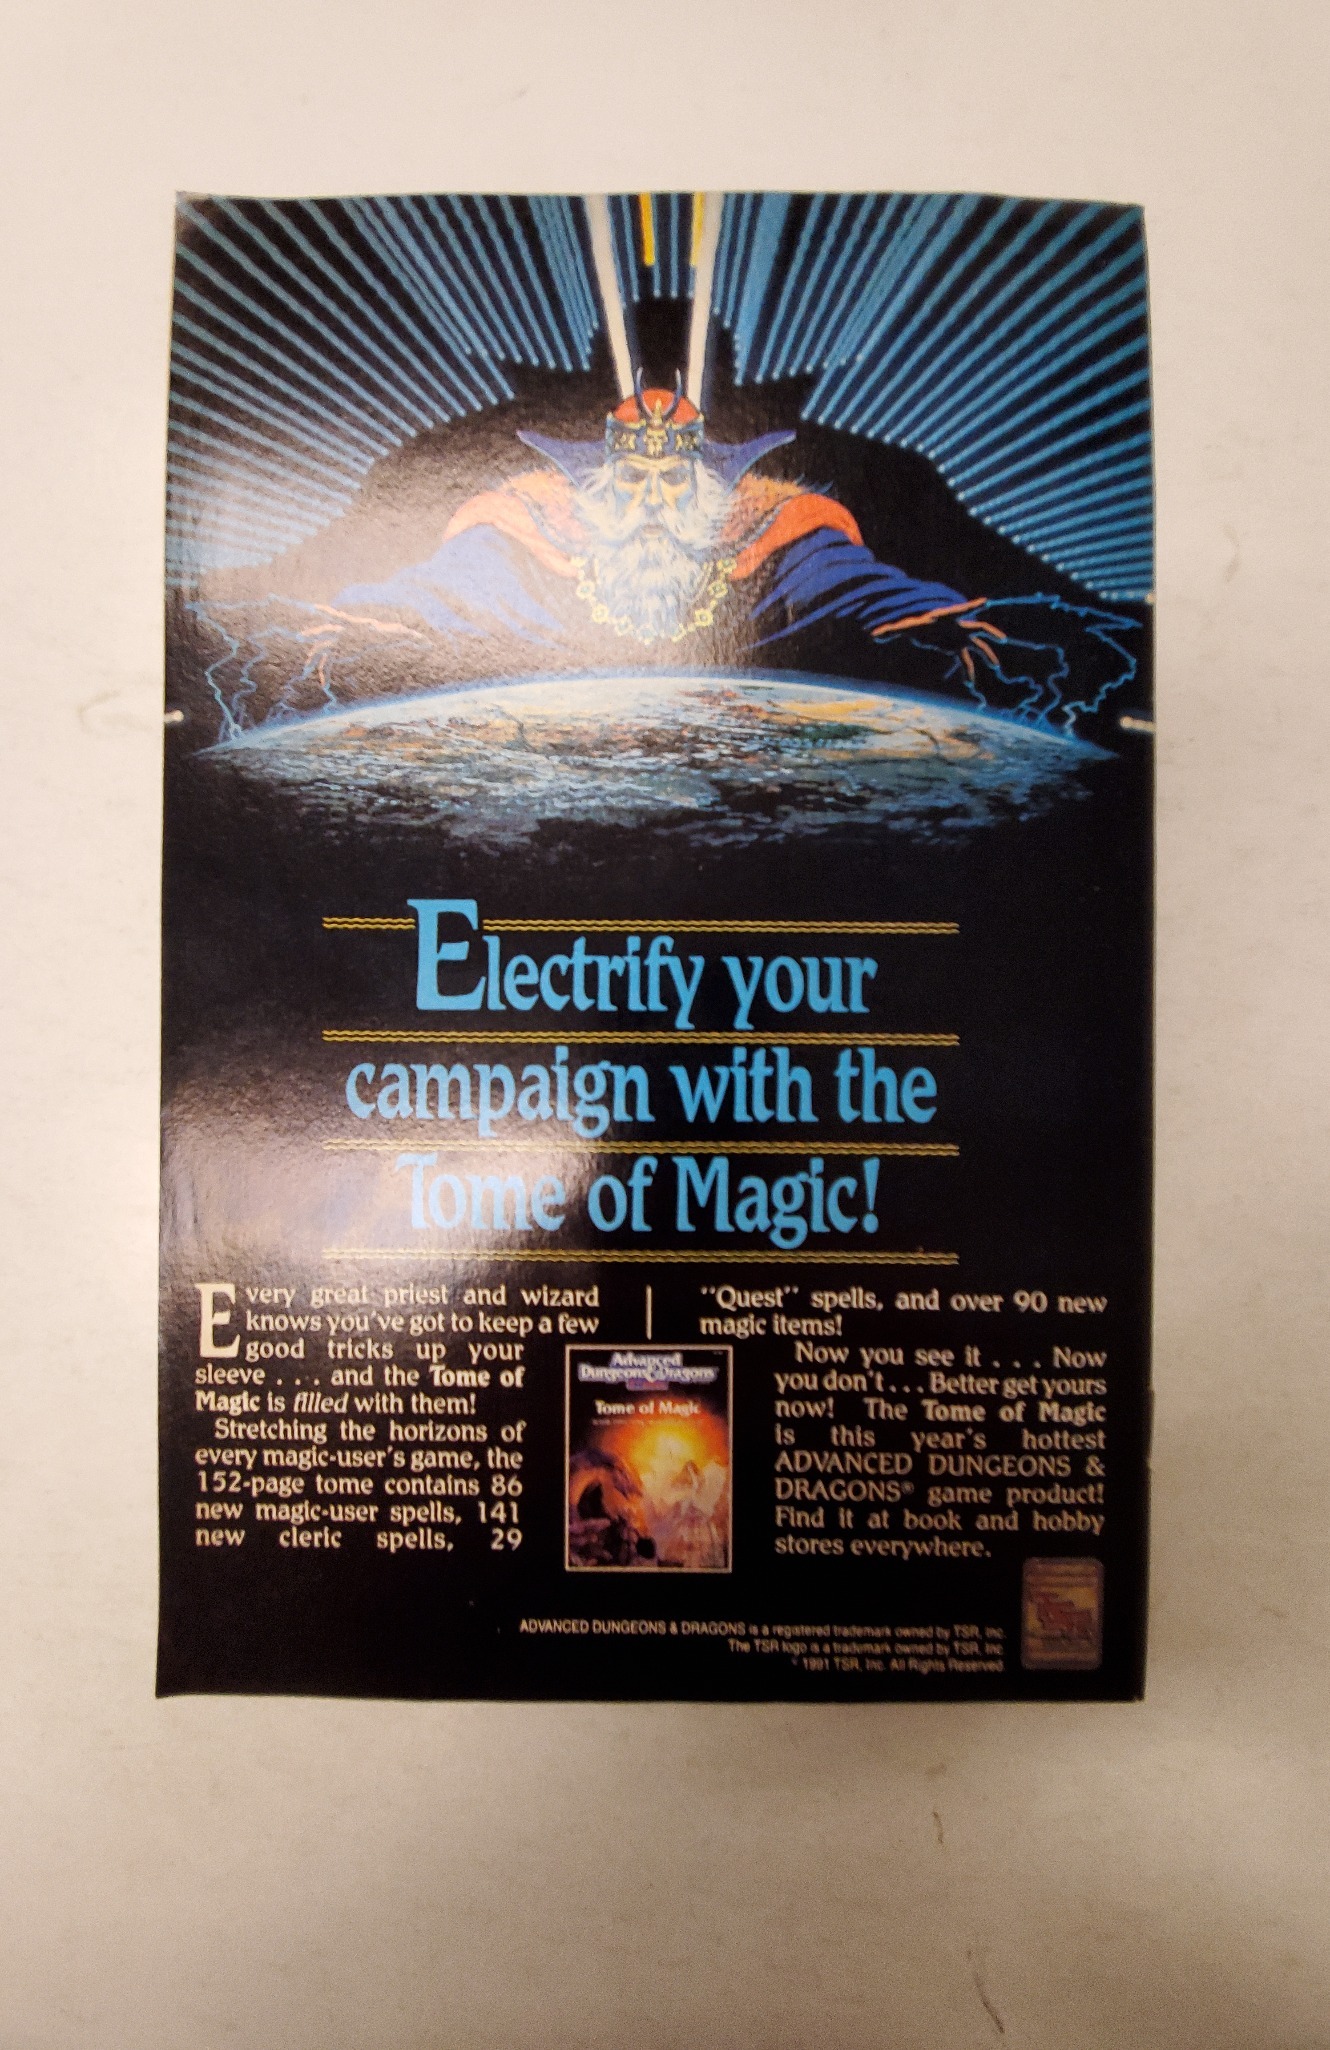 Electrify your
campaign with the
Tome of Magic!
Every great priest and wizard
knows you've got to keep a few
good tricks up your
sleeve . . . and the Tome of
Magic is filled with them!
Stretching the horizons of
every magic-user's game, the
152-page tome contains 86
new magic-user spells, 141
new cleric spells, 29
"Quest" spells, and over 90 new
magic items!
Now you see it . . . Now
you don't . . . Better get yours
now! The Tome of Magic
is this year's hottest
ADVANCED DUNGEONS &
DRAGONS® game product!
Find it at book and hobby
stores everywhere.
Advanced
Dungeons & Dragons
Tome of Magic
ADVANCED DUNGEONS & DRAGONS is a registered trademark owned by TSR, Inc.
The TSR logo is a trademark owned by TSR, Inc.
1991 TSR, Inc. All Rights Reserved.
TSR